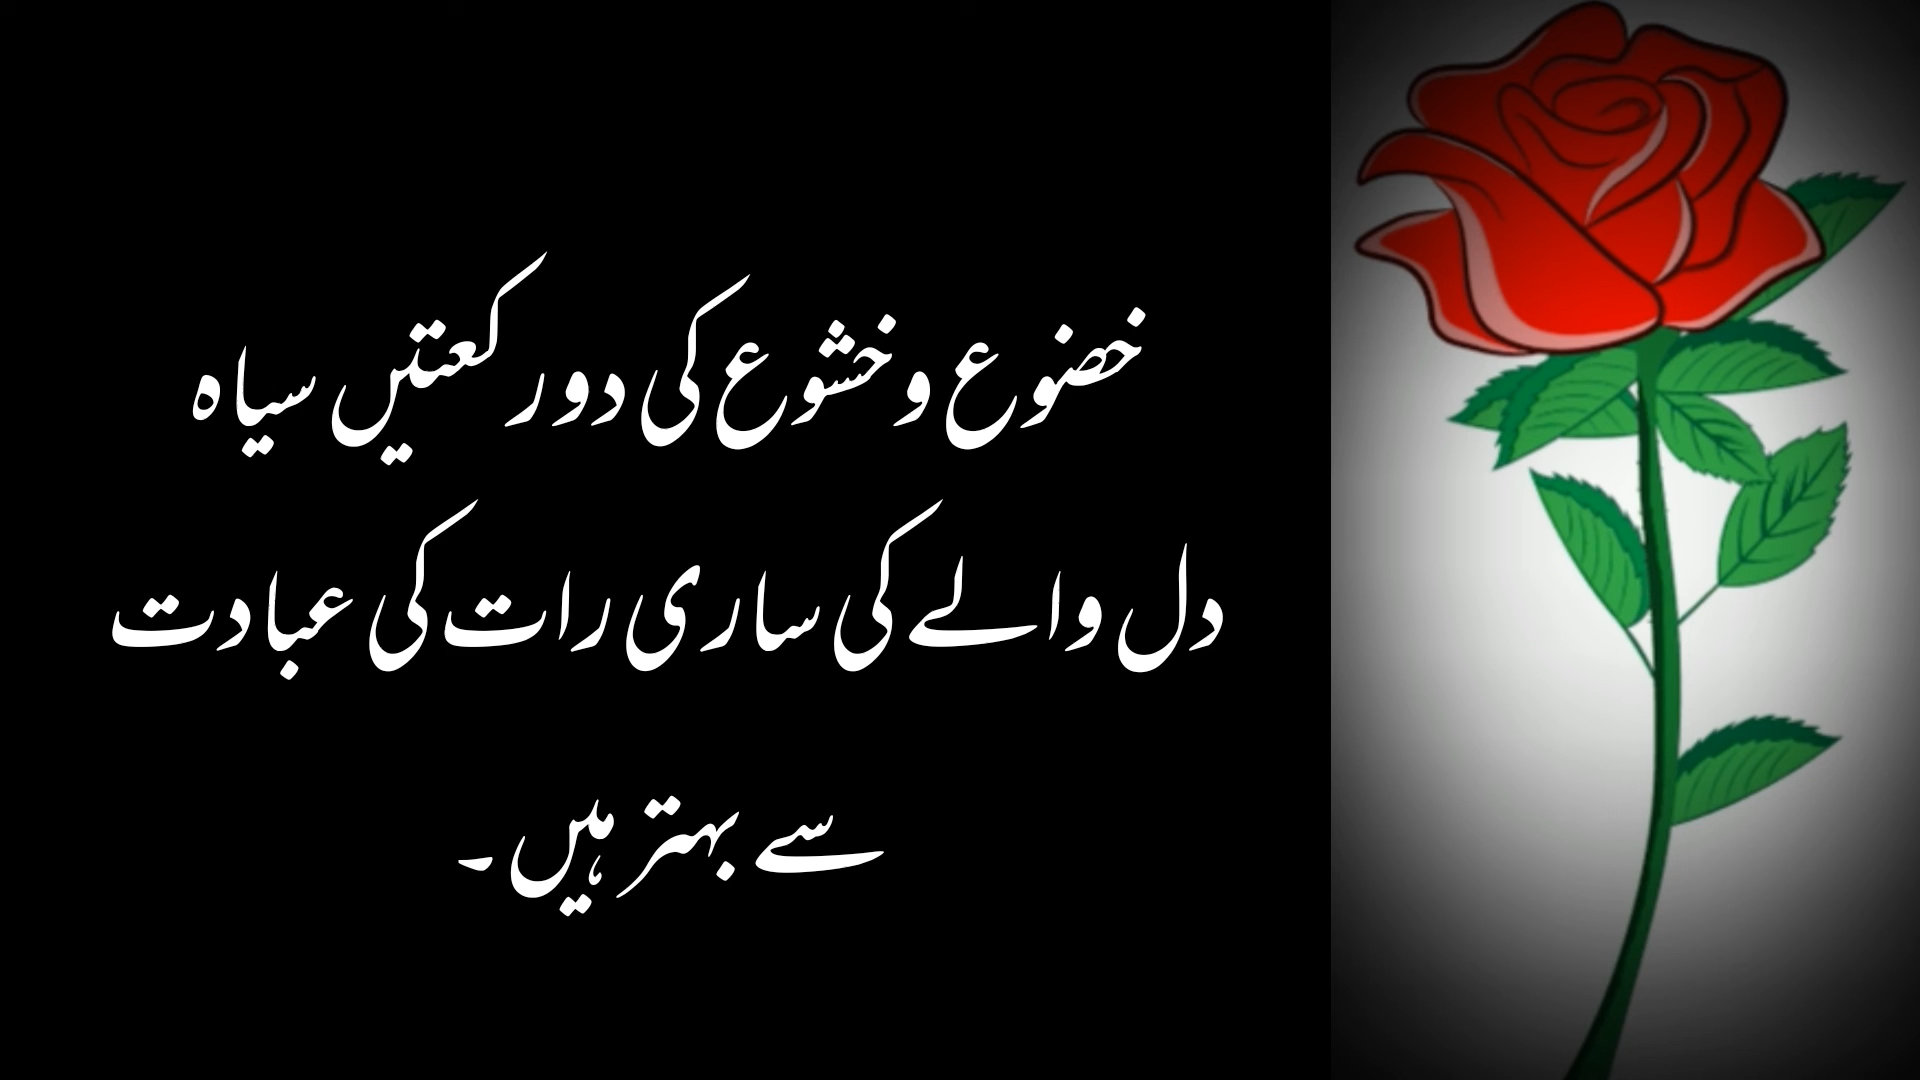 خضوع و خشوع کی دو رکعتیں سیاہ
دل والے کی ساری رات کی عبادت
سے بہتر ہیں۔